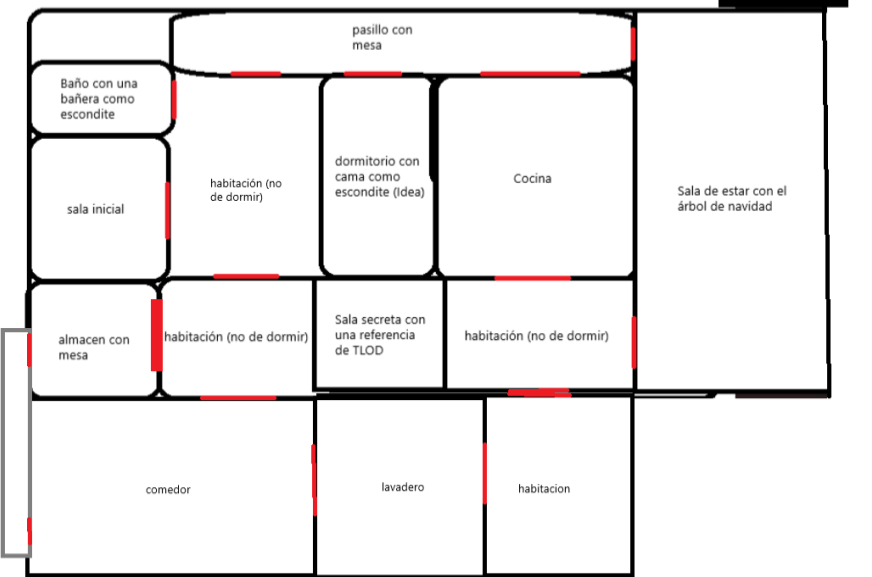 pasillo con
mesa
Baño con una
bañera como
escondite
habitación (no
de dormir)
dormitorio con
cama como
escondite (Idea)
Cocina
Sala de estar con el
árbol de navidad
sala inicial
almacen con
mesa
habitación (no de dormir)
Sala secreta con
una referencia
de TLOD
habitación (no de dormir)
comedor
lavadero
habitacion